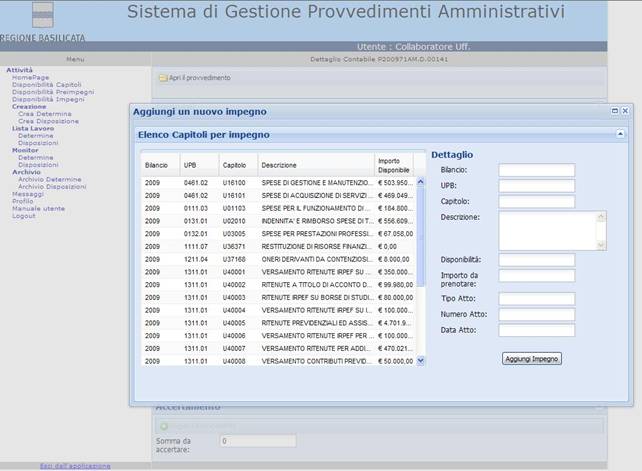 Sistema di Gestione Provvedimenti Amministrativi
REGIONE BASILICATA
Utente : Collaboratore Uff.
Menu
Dettaglio Contabile P200971AM.D.00141
Attività
HomePage
Disponibilità Capitoli
Disponibilità Preimpegni
Disponibilità Impegni
Creazione
Crea Determina
Crea Disposizione
Lista Lavoro
Determine
Disposizioni
Monitor
Determine
Disposizioni
Archivio
Archivio Determine
Archivio Disposizioni
Messaggi
Profilo
Manuale utente
Logout
Apri il provvedimento
Aggiungi un nuovo impegno
Elenco Capitoli per impegno
Bilancio UPB Capitolo Descrizione Importo Disponibile
2009 0461.02 U16100 SPESE DI GESTIONE E MANUTENZIO... € 503.950...
2009 0461.02 U16101 SPESE DI ACQUISIZIONE DI SERVIZI ... € 469.049...
2009 0111.03 U01103 SPESE PER IL FUNZIONAMENTO DI ... € 184.800...
2009 0131.01 U02010 INDENNITA' E RIMBORSO SPESE DI T... € 556.609...
2009 0132.01 U03005 SPESE PER PRESTAZIONI PROFESSI... € 67.058,00
2009 1111.07 U36371 RESTITUZIONE DI RISORSE FINANZI... € 0,00
2009 1211.04 U37168 ONERI DERIVANTI DA CONTENZIOSI... € 8.000,00
2009 1311.01 U40001 VERSAMENTO RITENUTE IRPEF SU ... € 350.000...
2009 1311.01 U40002 RITENUTE A TITOLO DI ACCONTO D... € 99.980,00
2009 1311.01 U40003 RITENUTE IRPEF SU BORSE DI STUDI... € 80.000,00
2009 1311.01 U40004 VERSAMENTO RITENUTE IRPEF SU I... € 100.000...
2009 1311.01 U40005 RITENUTE PREVIDENZIALI ED ASSIS... € 4.701.9...
2009 1311.01 U40006 VERSAMENTO RITENUTE IRPEF PER ... € 100.000...
2009 1311.01 U40007 VERSAMENTO RITENUTE PER ADDI... € 470.021...
2009 1311.01 U40008 VERSAMENTO CONTRIBUTI PREVID... € 50.000,00
Dettaglio
Bilancio:
UPB:
Capitolo:
Descrizione:
Disponibilità:
Importo da prenotare:
Tipo Atto:
Numero Atto:
Data Atto:
Aggiungi Impegno
Accertamento
Somma da accertare: 0
Esci dall'applicazione